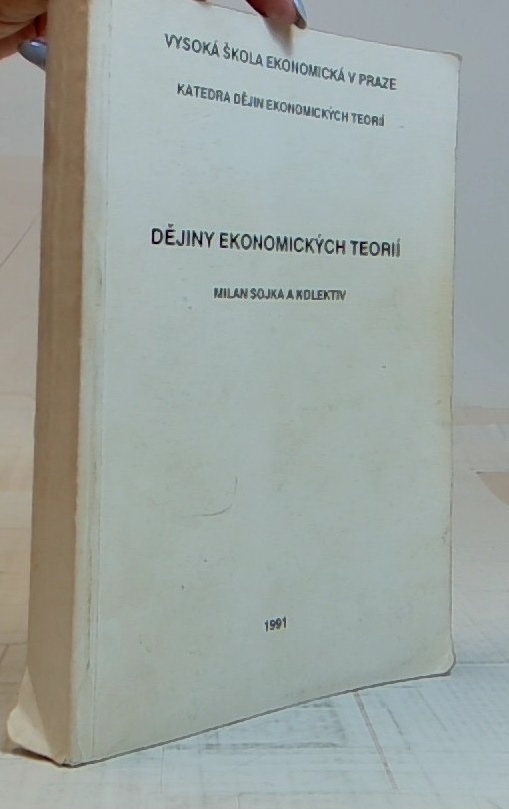 VYSOKÁ ŠKOLA EKONOMICKÁ V PRAZE
KATEDRA DĚJIN EKONOMICKÝCH TEORIÍ
DĚJINY EKONOMICKÝCH TEORIÍ
MILAN SOJKA A KOLEKTIV
1991